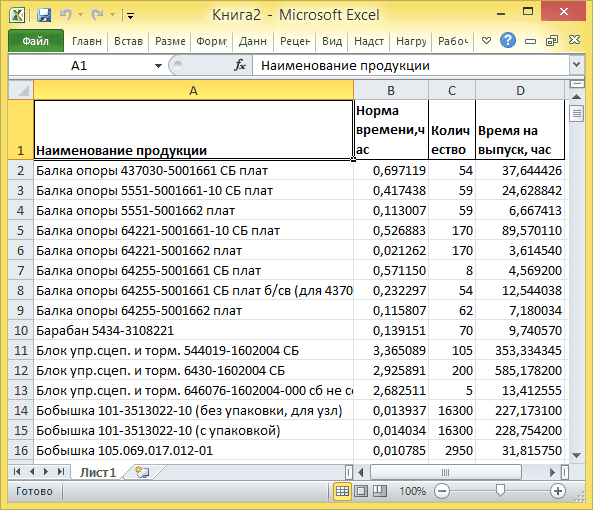 Книга2 - Microsoft Excel
Файл Главн Встав Разме Форму Данн Рецен Вид Надст Нагру Рабоч
A1 fx Наименование продукции
A B C D
1 Наименование продукции Норма времени,час Количество Время на выпуск, час
2 Балка опоры 437030-5001661 СБ плат 0,697119 54 37,644426
3 Балка опоры 5551-5001661-10 СБ плат 0,417438 59 24,628842
4 Балка опоры 5551-5001662 плат 0,113007 59 6,667413
5 Балка опоры 64221-5001661-10 СБ плат 0,526883 170 89,570110
6 Балка опоры 64221-5001662 плат 0,021262 170 3,614540
7 Балка опоры 64255-5001661 СБ плат 0,571150 8 4,569200
8 Балка опоры 64255-5001661 СБ плат б/св (для 4370 0,232297 54 12,544038
9 Балка опоры 64255-5001662 плат 0,115807 62 7,180034
10 Барабан 5434-3108221 0,139151 70 9,740570
11 Блок упр.сцеп. и торм. 544019-1602004 СБ 3,365089 105 353,334345
12 Блок упр.сцеп. и торм. 6430-1602004 СБ 2,925891 200 585,178200
13 Блок упр.сцеп. и торм. 646076-1602004-000 сб не со 2,682511 5 13,412555
14 Бобышка 101-3513022-10 (без упаковки, для узл) 0,013937 16300 227,173100
15 Бобышка 101-3513022-10 (с упаковкой) 0,014034 16300 228,754200
16 Бобышка 105.069.017.012-01 0,010785 2950 31,815750
Лист1
Готово 100%